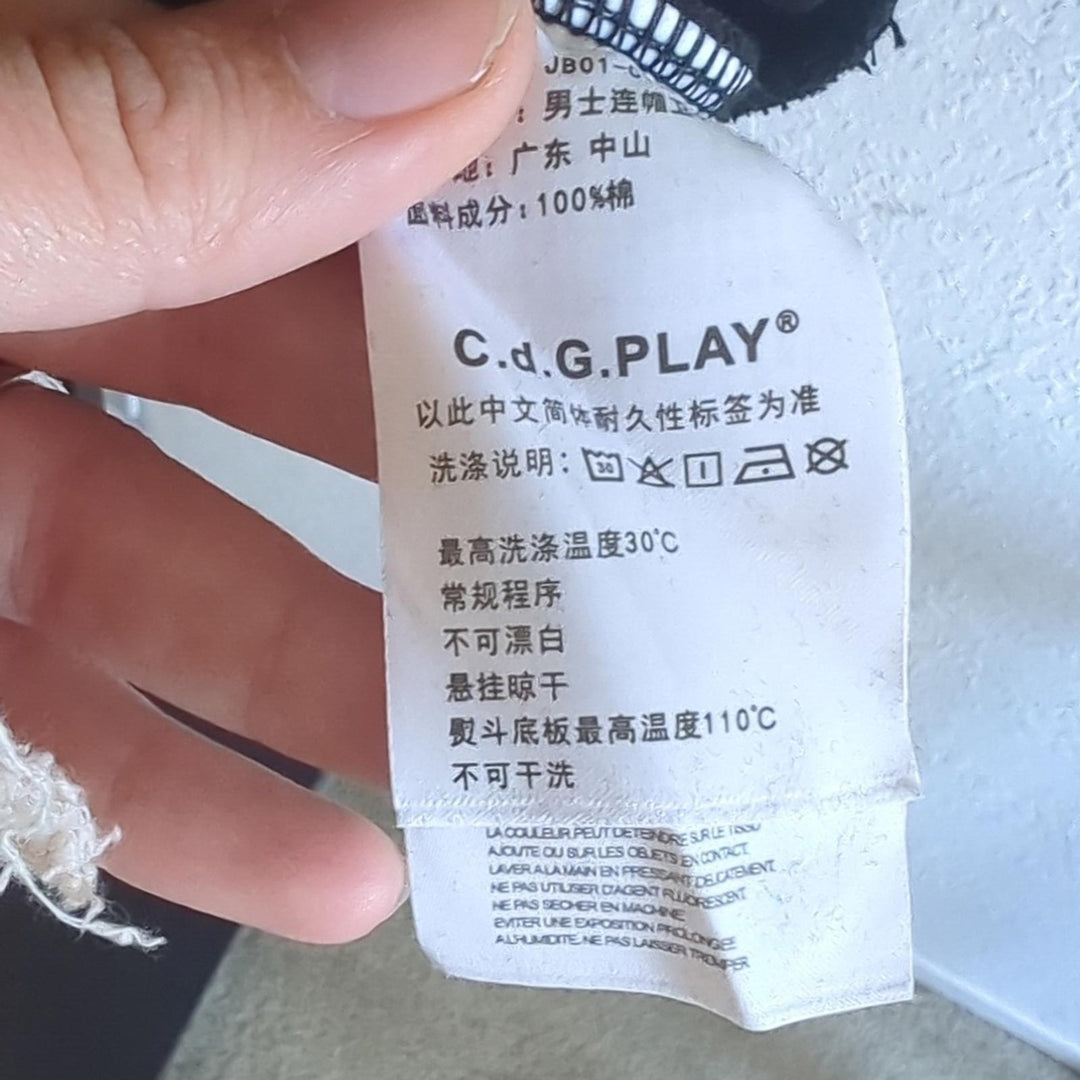 JB01-
：男士连帽
地：广东 中山
面料成分：100%棉
C.d.G.PLAY®
以此中文简体耐久性标签为准
洗涤说明： 30
最高洗涤温度30℃
常规程序
不可漂白
悬挂晾干
熨斗底板最高温度110℃
不可干洗
LA COULEUR PEUT DETEINDRE SUR LE TISSU
AJOUTE OU SUR LES OBJETS EN CONTACT.
LAVER A LA MAIN EN PRESSANT DELICATEMENT.
NE PAS UTILISER D'AGENT FLUORESCENT
NE PAS SECHER EN MACHINE
EVITER UNE EXPOSITION PROLONGEE
A L'HUMIDITE, NE PAS LAISSER TROMPER